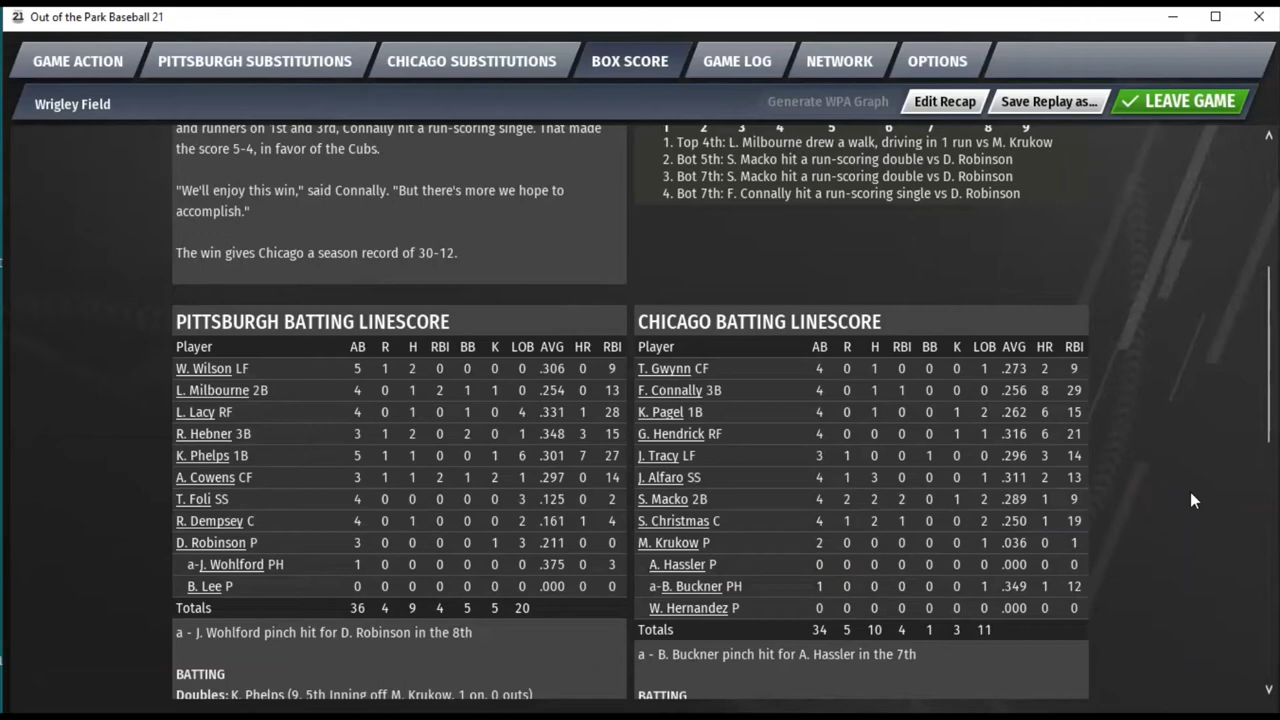 21 Out of the Park Baseball 21
GAME ACTION PITTSBURGH SUBSTITUTIONS CHICAGO SUBSTITUTIONS BOX SCORE GAME LOG NETWORK OPTIONS
Wrigley Field Generate WPA Graph Edit Recap Save Replay as... LEAVE GAME
and runners on 1st and 3rd, Connally hit a run-scoring single. That made
the score 5-4, in favor of the Cubs.
"We'll enjoy this win," said Connally. "But there's more we hope to
accomplish."
The win gives Chicago a season record of 30-12.
1 2 3 4 5 6 7 8 9
1. Top 4th: L. Milbourne drew a walk, driving in 1 run vs M. Krukow
2. Bot 5th: S. Macko hit a run-scoring double vs D. Robinson
3. Bot 7th: S. Macko hit a run-scoring double vs D. Robinson
4. Bot 7th: F. Connally hit a run-scoring single vs D. Robinson
PITTSBURGH BATTING LINESCORE
Player AB R H RBI BB K LOB AVG HR RBI
W. Wilson LF 5 1 2 0 0 0 0 .306 0 9
L. Milbourne 2B 4 0 1 2 1 1 0 .254 0 13
L. Lacy RF 4 0 1 0 1 0 4 .331 1 28
R. Hebner 3B 3 1 2 0 2 0 1 .348 3 15
K. Phelps 1B 5 1 1 0 0 1 6 .301 7 27
A. Cowens CF 3 1 1 2 1 2 1 .297 0 14
T. Foli SS 4 0 0 0 0 0 3 .125 0 2
R. Dempsey C 4 0 1 0 0 0 2 .161 1 4
D. Robinson P 3 0 0 0 0 1 3 .211 0 0
a-J. Wohlford PH 1 0 0 0 0 0 0 .375 0 3
B. Lee P 0 0 0 0 0 0 0 .000 0 0
Totals 36 4 9 4 5 5 20
a - J. Wohlford pinch hit for D. Robinson in the 8th
BATTING
Doubles: K. Phelps (9, 5th Inning off M. Krukow, 1 on, 0 outs)
CHICAGO BATTING LINESCORE
Player AB R H RBI BB K LOB AVG HR RBI
T. Gwynn CF 4 0 1 0 0 0 1 .273 2 9
F. Connally 3B 4 0 1 1 0 0 1 .256 8 29
K. Pagel 1B 4 0 1 0 0 1 2 .262 6 15
G. Hendrick RF 4 0 0 0 0 1 1 .316 6 21
J. Tracy LF 3 1 0 0 1 0 0 .296 3 14
J. Alfaro SS 4 1 3 0 0 0 1 .311 2 13
S. Macko 2B 4 2 2 2 0 1 2 .289 1 9
S. Christmas C 4 1 2 1 0 0 2 .250 1 19
M. Krukow P 2 0 0 0 0 0 1 .036 0 1
A. Hassler P 0 0 0 0 0 0 0 .000 0 0
a-B. Buckner PH 1 0 0 0 0 0 1 .349 1 12
W. Hernandez P 0 0 0 0 0 0 0 .000 0 0
Totals 34 5 10 4 1 3 11
a - B. Buckner pinch hit for A. Hassler in the 7th
BATTING